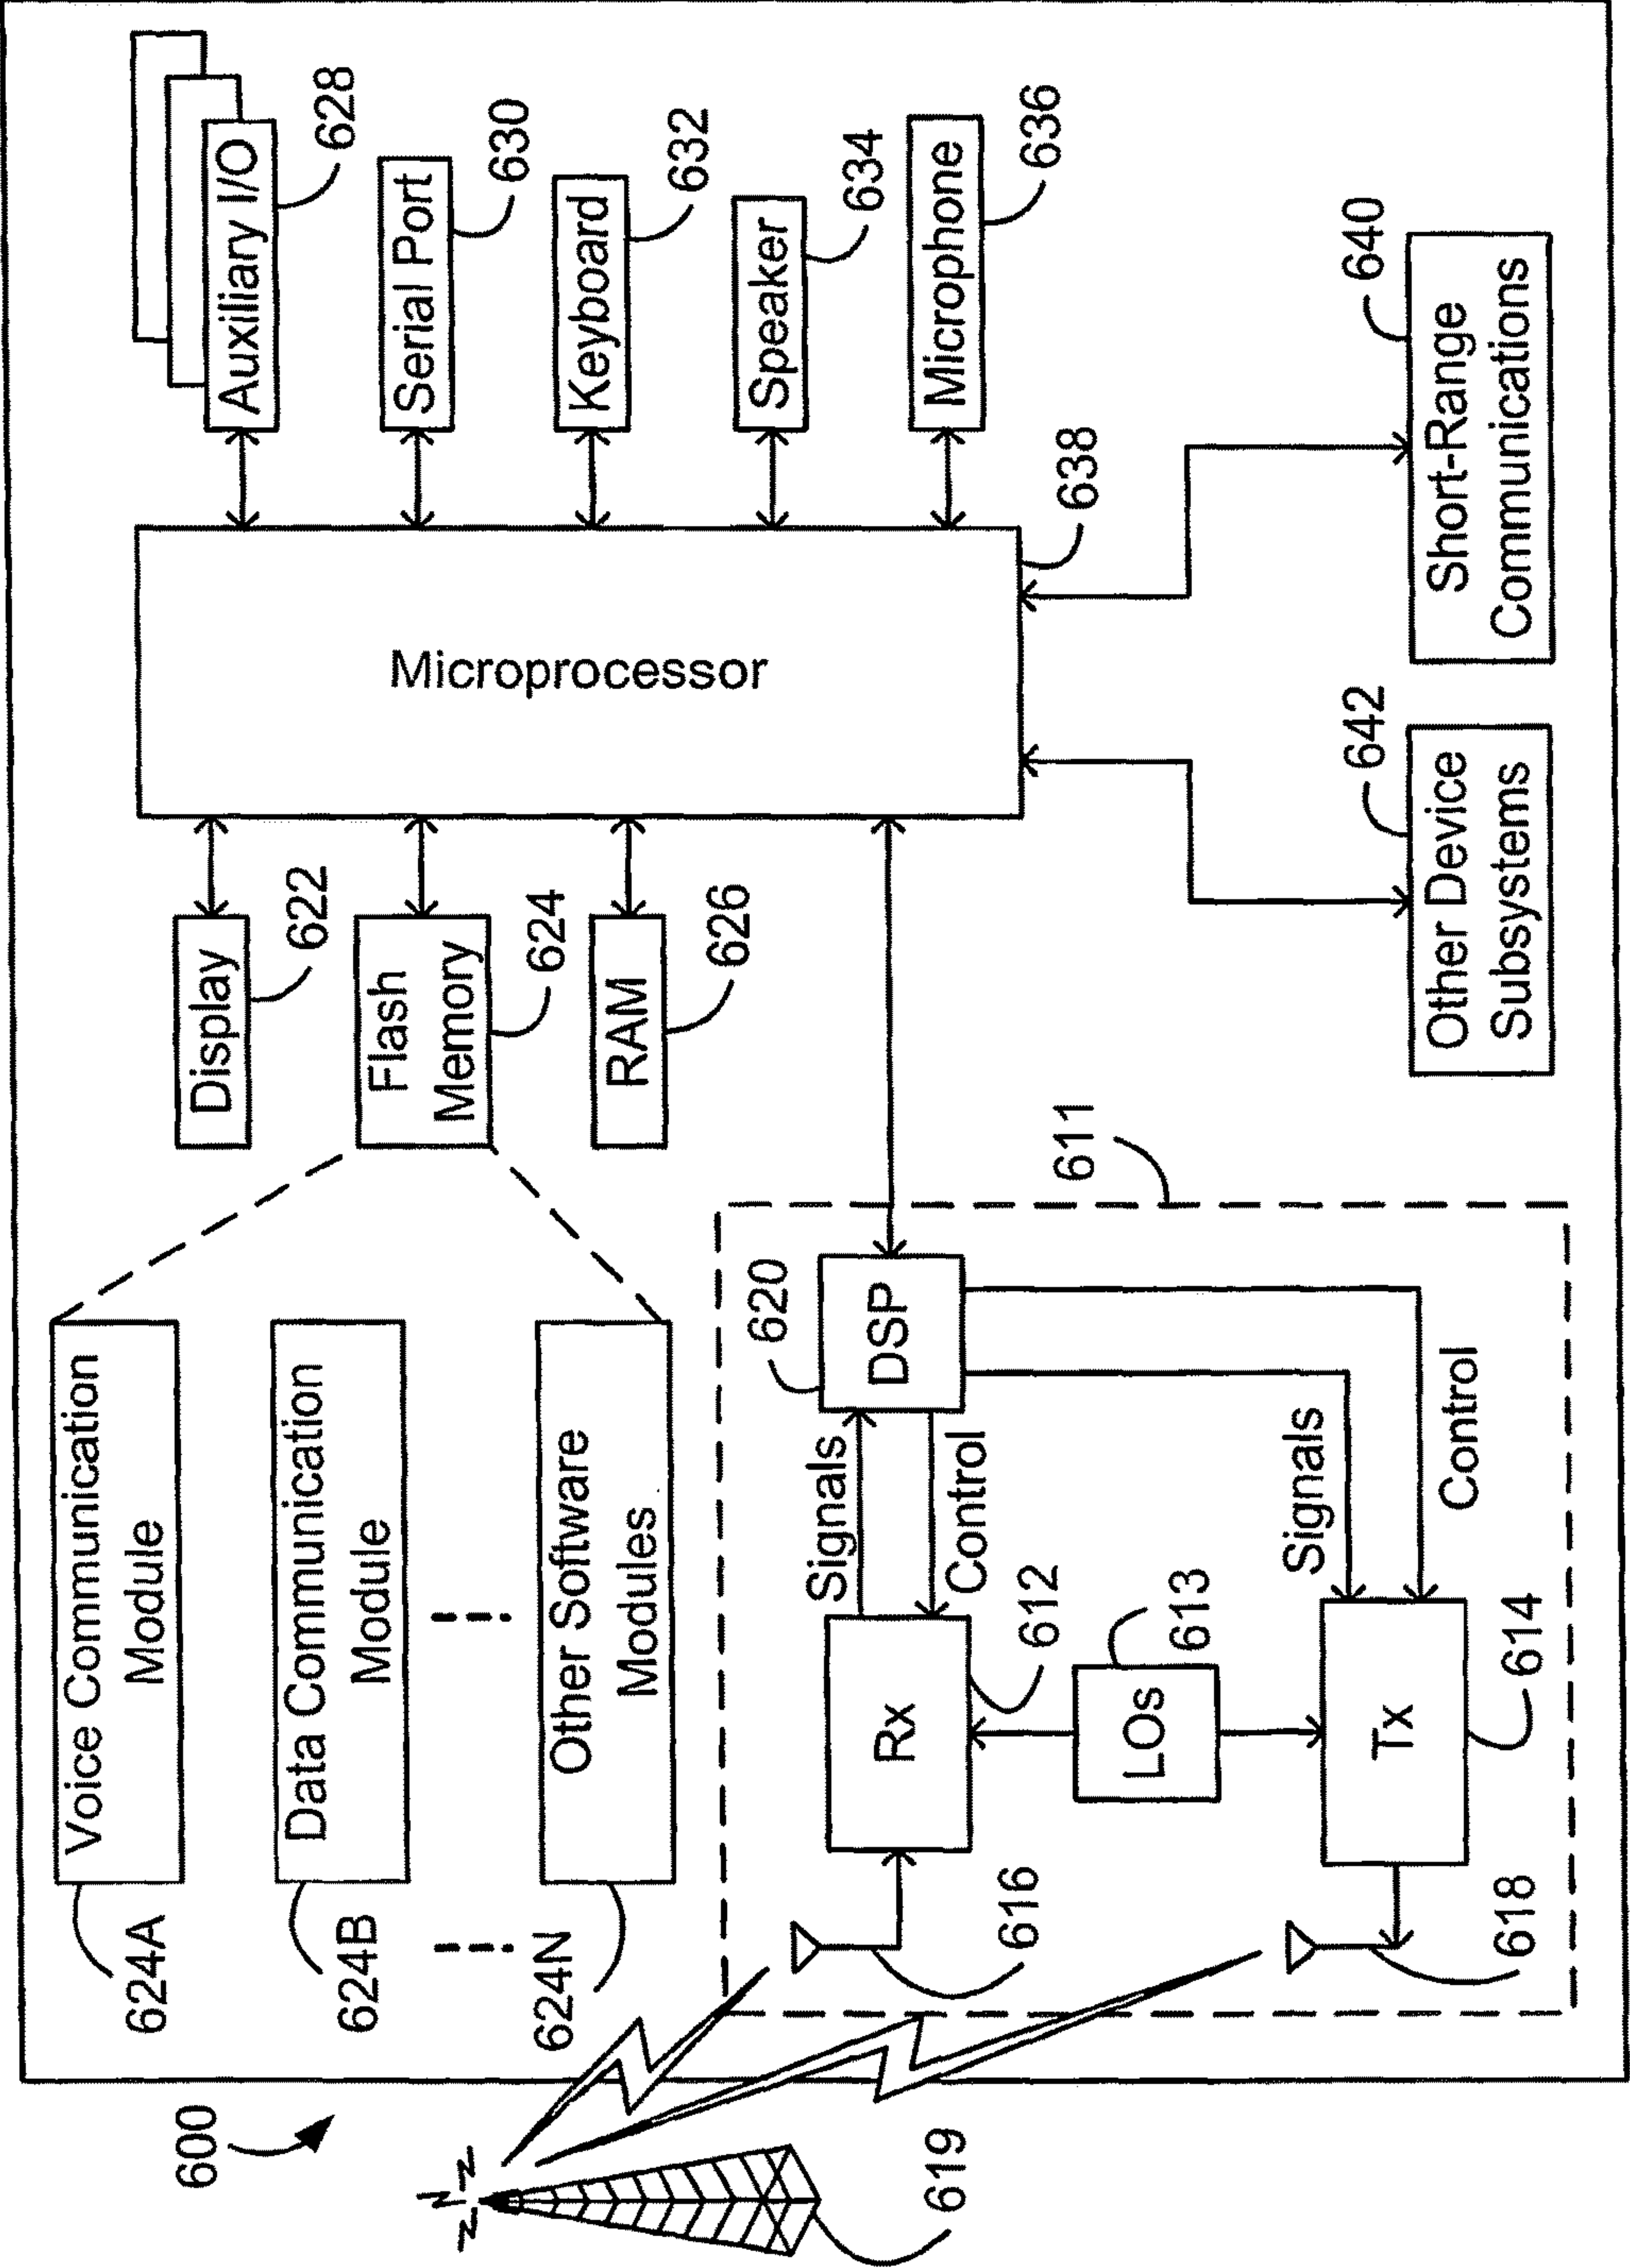 600
619
624A
Voice Communication
Module
624B
Data Communication
Module
624N
Other Software
Modules
Display
622
Flash
Memory
624
RAM
626
Microprocessor
638
Auxiliary I/O
628
Serial Port
630
Keyboard
632
Speaker
634
Microphone
636
Short-Range
Communications
640
Other Device
Subsystems
642
611
DSP
620
Signals
Control
Rx
612
616
LOs
613
Signals
Control
Tx
614
618